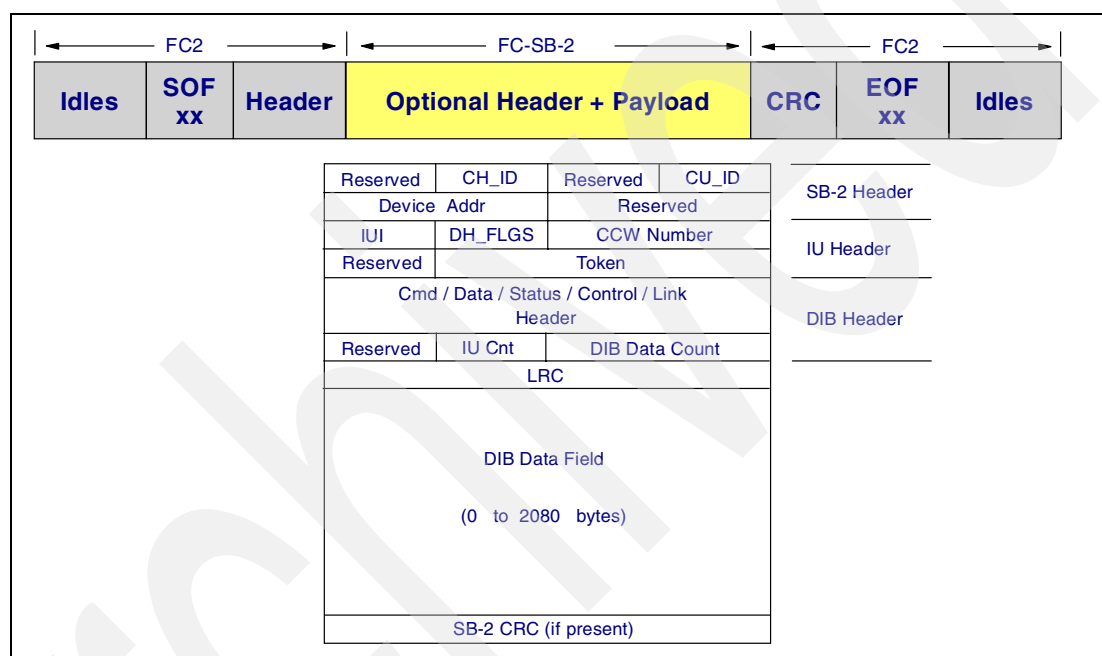 FC2 FC-SB-2 FC2
Idles SOF xx Header Optional Header + Payload CRC EOF xx Idles
Reserved CH_ID Reserved CU_ID
SB-2 Header
Device Addr Reserved
IUI DH_FLGS CCW Number
IU Header
Reserved Token
Cmd / Data / Status / Control / Link
Header
DIB Header
Reserved IU Cnt DIB Data Count
LRC
DIB Data Field
(0 to 2080 bytes)
SB-2 CRC (if present)